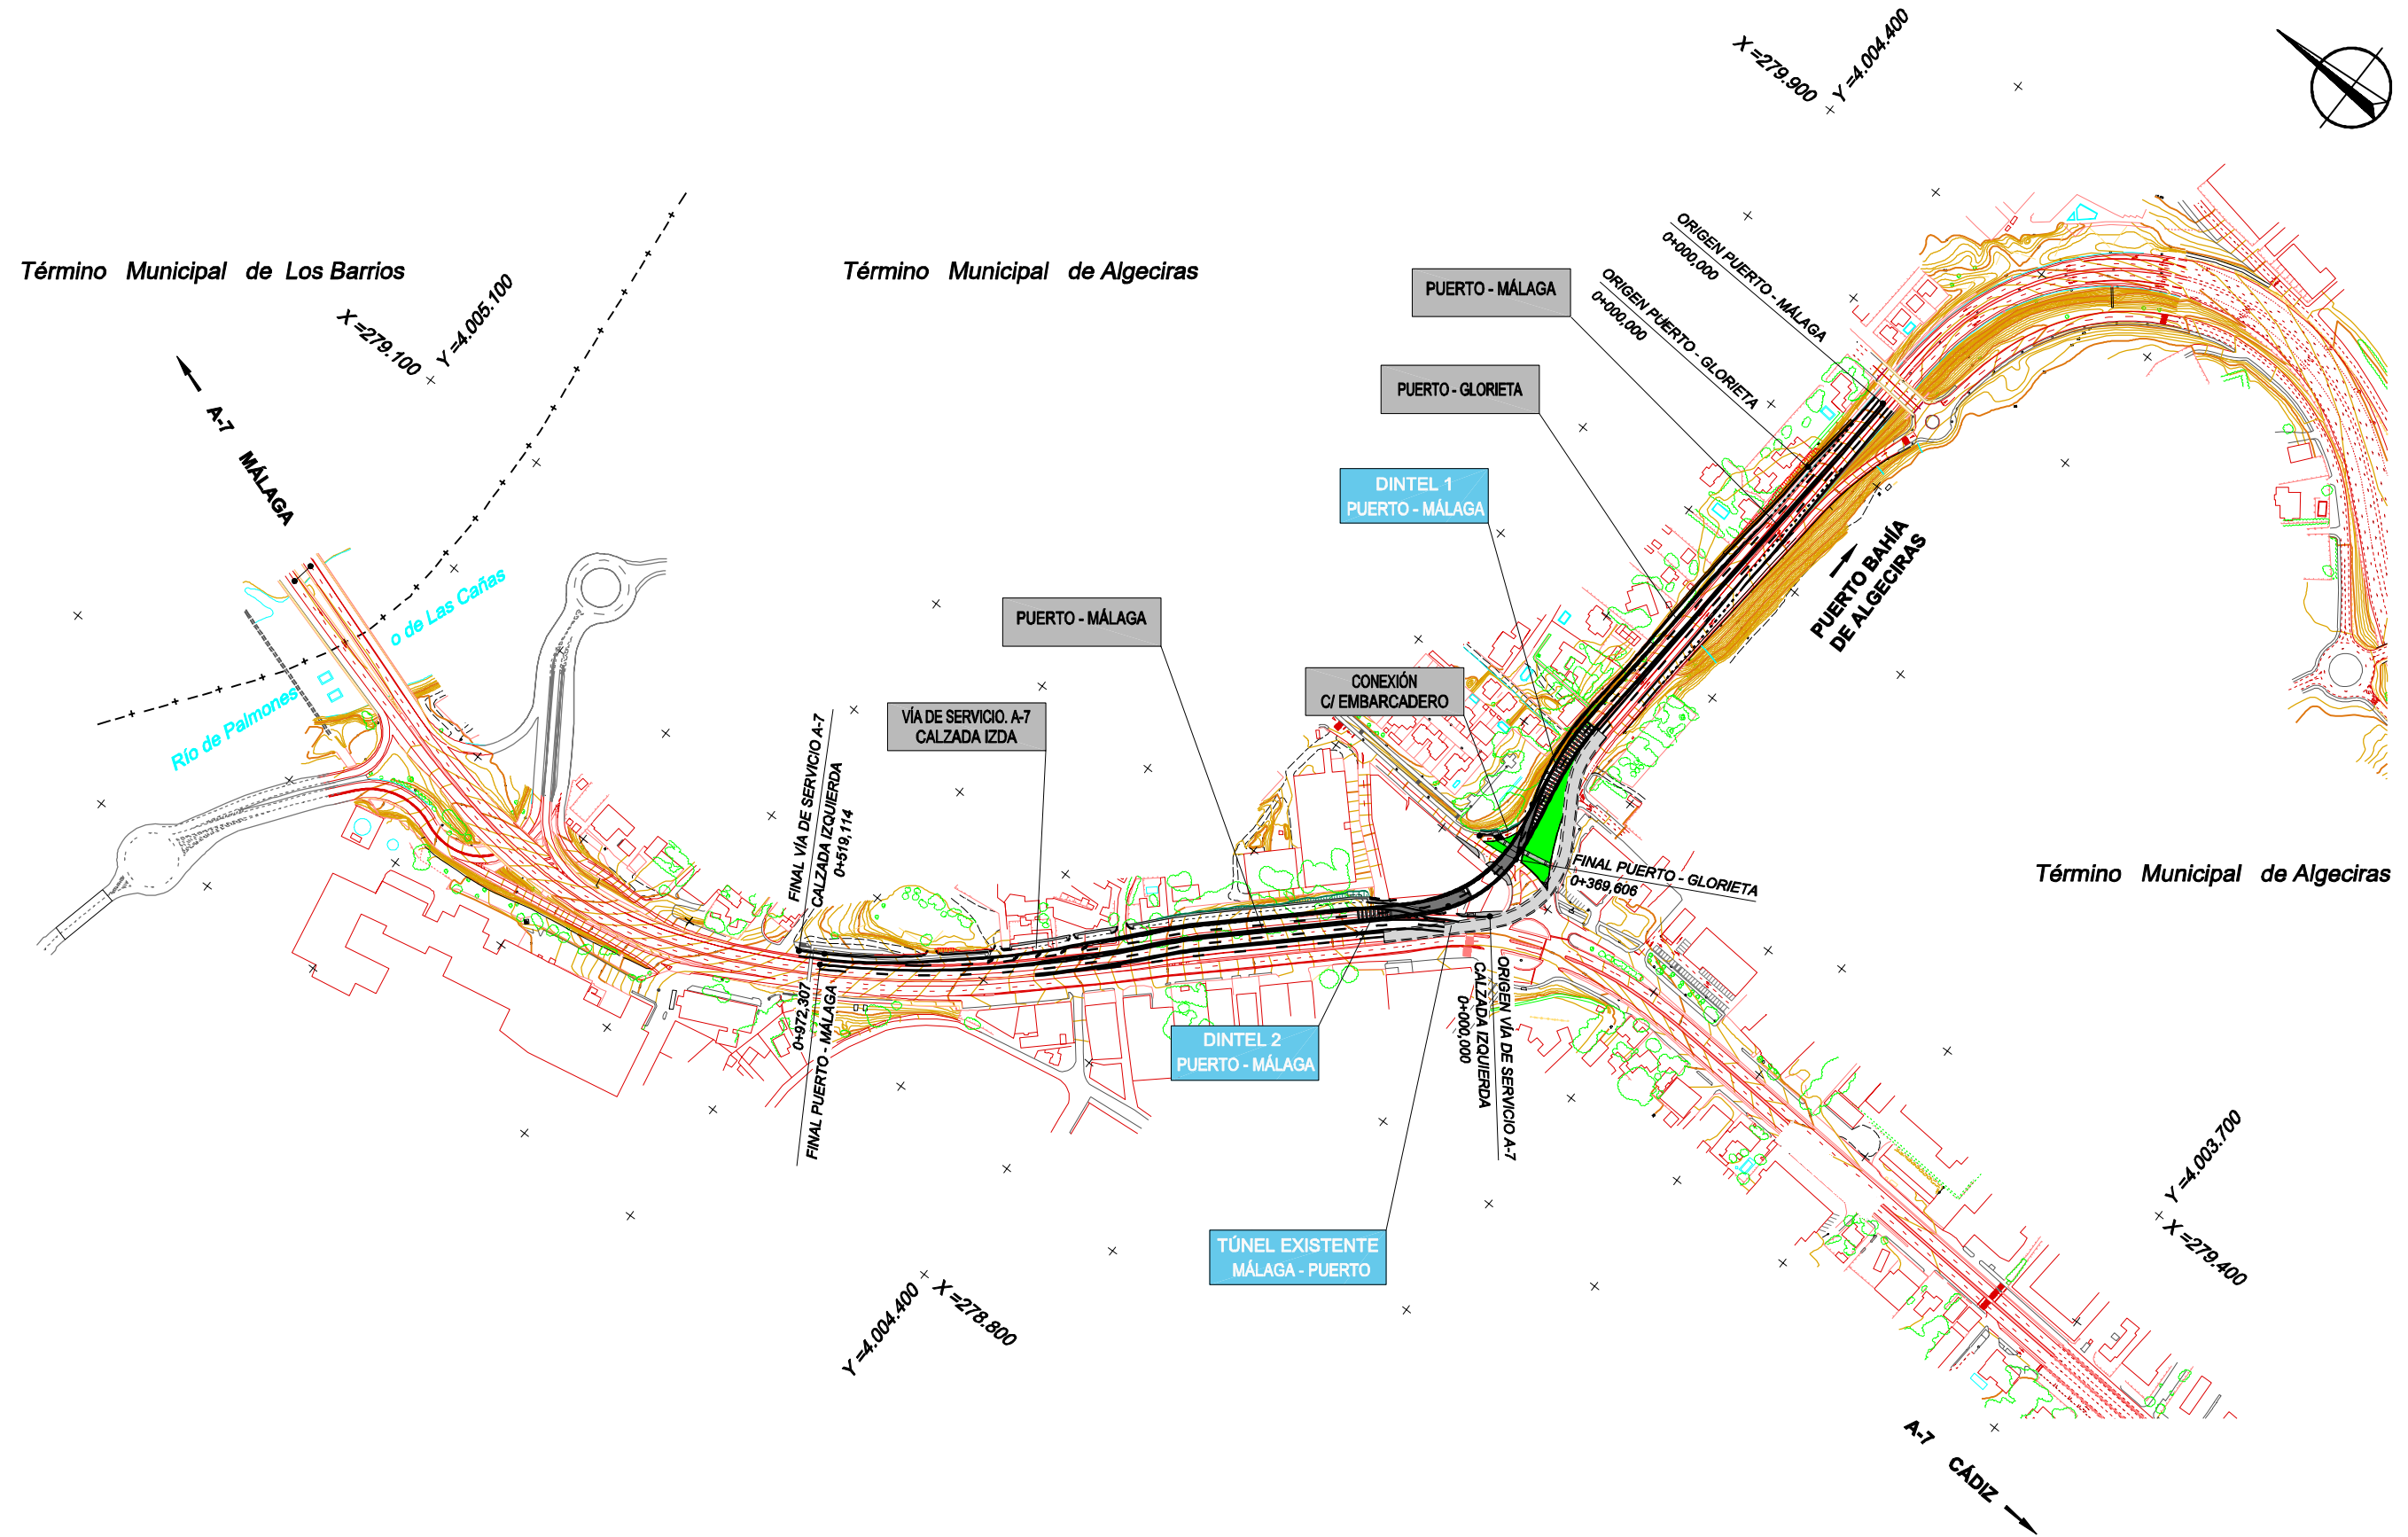 X =279.900
Y =4.004.400
Término Municipal de Los Barrios
X =279.100
Y =4.005.100
Término Municipal de Algeciras
ORIGEN PUERTO - MÁLAGA
0+000,000
ORIGEN PUERTO - GLORIETA
0+000,000
PUERTO - MÁLAGA
PUERTO - GLORIETA
DINTEL 1
PUERTO - MÁLAGA
A-7 MÁLAGA
PUERTO BAHÍA
DE ALGECIRAS
o de Las Cañas
Río de Palmones
PUERTO - MÁLAGA
CONEXIÓN
C/ EMBARCADERO
VÍA DE SERVICIO. A-7
CALZADA IZDA
FINAL VÍA DE SERVICIO A-7
CALZADA IZQUIERDA
0+519,114
FINAL PUERTO - GLORIETA
0+369,606
Término Municipal de Algeciras
0+972,307
FINAL PUERTO - MÁLAGA
DINTEL 2
PUERTO - MÁLAGA
ORIGEN VÍA DE SERVICIO A-7
CALZADA IZQUIERDA
0+000,000
TÚNEL EXISTENTE
MÁLAGA - PUERTO
Y =4.003.700
X =279.400
Y =4.004.400
X =278.800
A-7 CÁDIZ